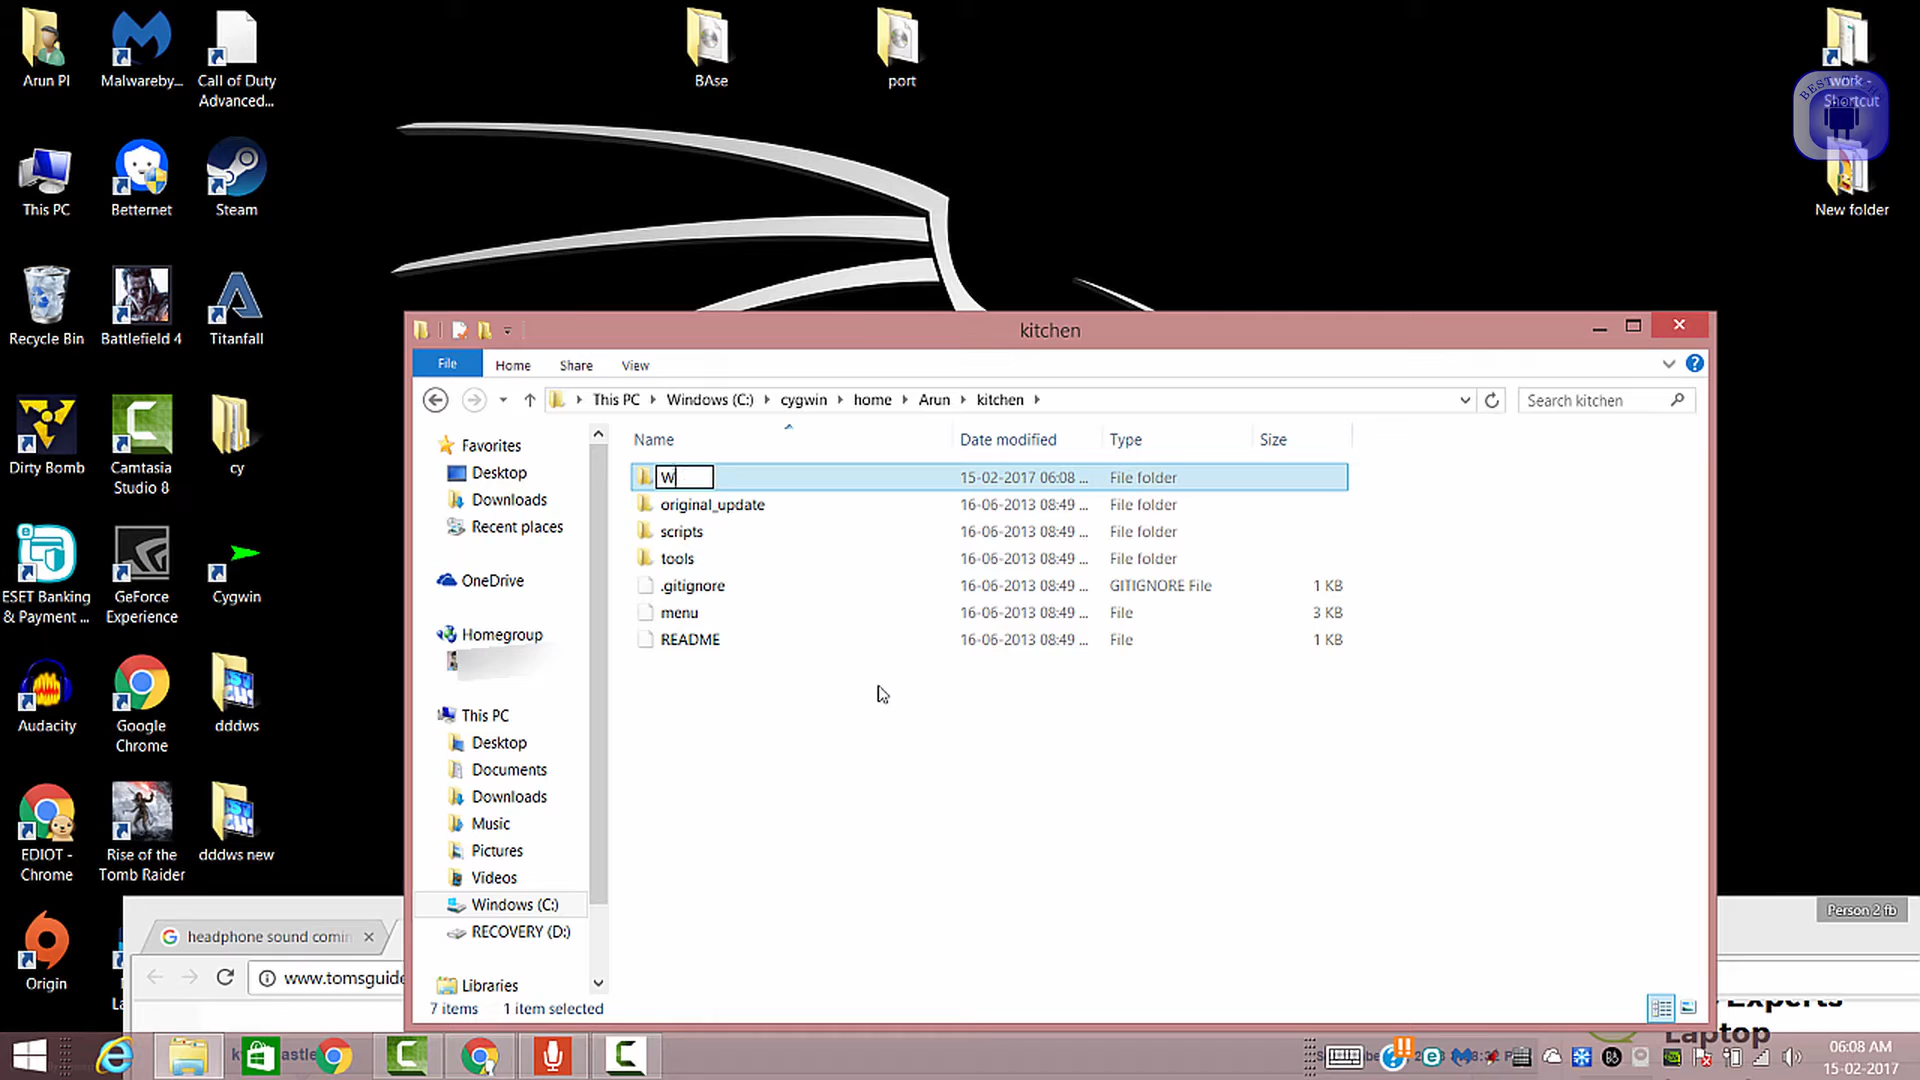 Arun PI
Malwareby...
Call of Duty
Advanced...
BAse
port
work -
Shortcut
BEST
This PC
Betternet
Steam
New folder
Recycle Bin
Battlefield 4
Titanfall
Dirty Bomb
Camtasia
Studio 8
cy
ESET Banking
& Payment ...
GeForce
Experience
Cygwin
Audacity
Google
Chrome
dddws
EDIOT -
Chrome
Rise of the
Tomb Raider
dddws new
Origin
kitchen
File
Home
Share
View
This PC
Windows (C:)
cygwin
home
Arun
kitchen
Search kitchen
Name
Date modified
Type
Size
W
15-02-2017 06:08 ...
File folder
original_update
16-06-2013 08:49 ...
File folder
scripts
16-06-2013 08:49 ...
File folder
tools
16-06-2013 08:49 ...
File folder
.gitignore
16-06-2013 08:49 ...
GITIGNORE File
1 KB
menu
16-06-2013 08:49 ...
File
3 KB
README
16-06-2013 08:49 ...
File
1 KB
Favorites
Desktop
Downloads
Recent places
OneDrive
Homegroup
This PC
Desktop
Documents
Downloads
Music
Pictures
Videos
Windows (C:)
RECOVERY (D:)
Libraries
7 items
1 item selected
Person 2 fb
headphone sound comin
www.tomsguide
Experts
Laptop
06:08 AM
15-02-2017